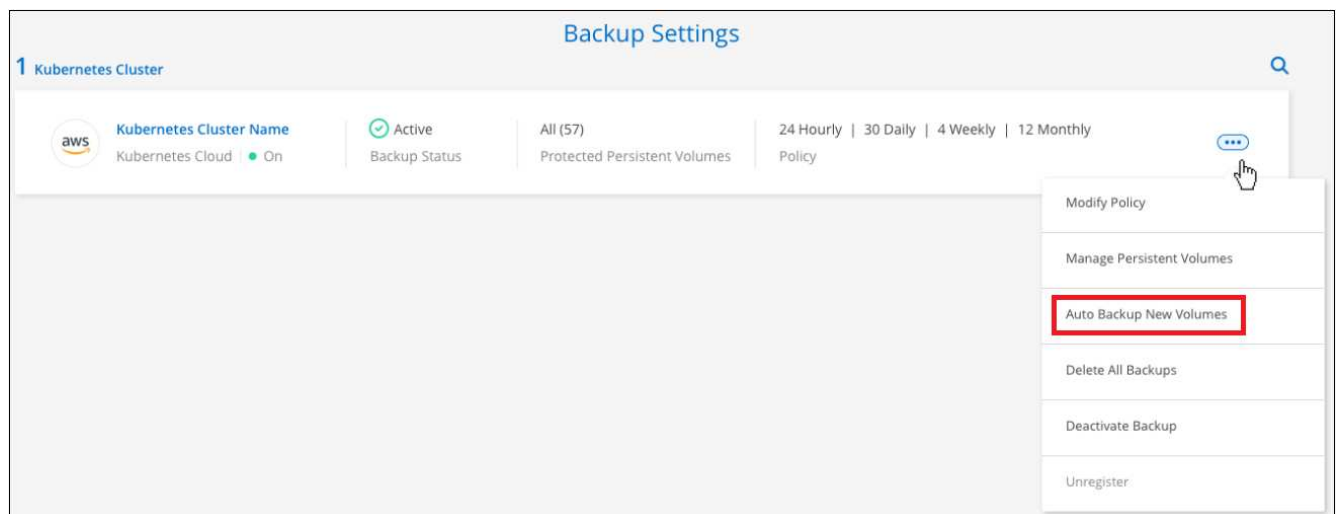 Backup Settings
1 Kubernetes Cluster
aws
Kubernetes Cluster Name
Active
All (57)
24 Hourly | 30 Daily | 4 Weekly | 12 Monthly
Kubernetes Cloud
On
Backup Status
Protected Persistent Volumes
Policy
Modify Policy
Manage Persistent Volumes
Auto Backup New Volumes
Delete All Backups
Deactivate Backup
Unregister